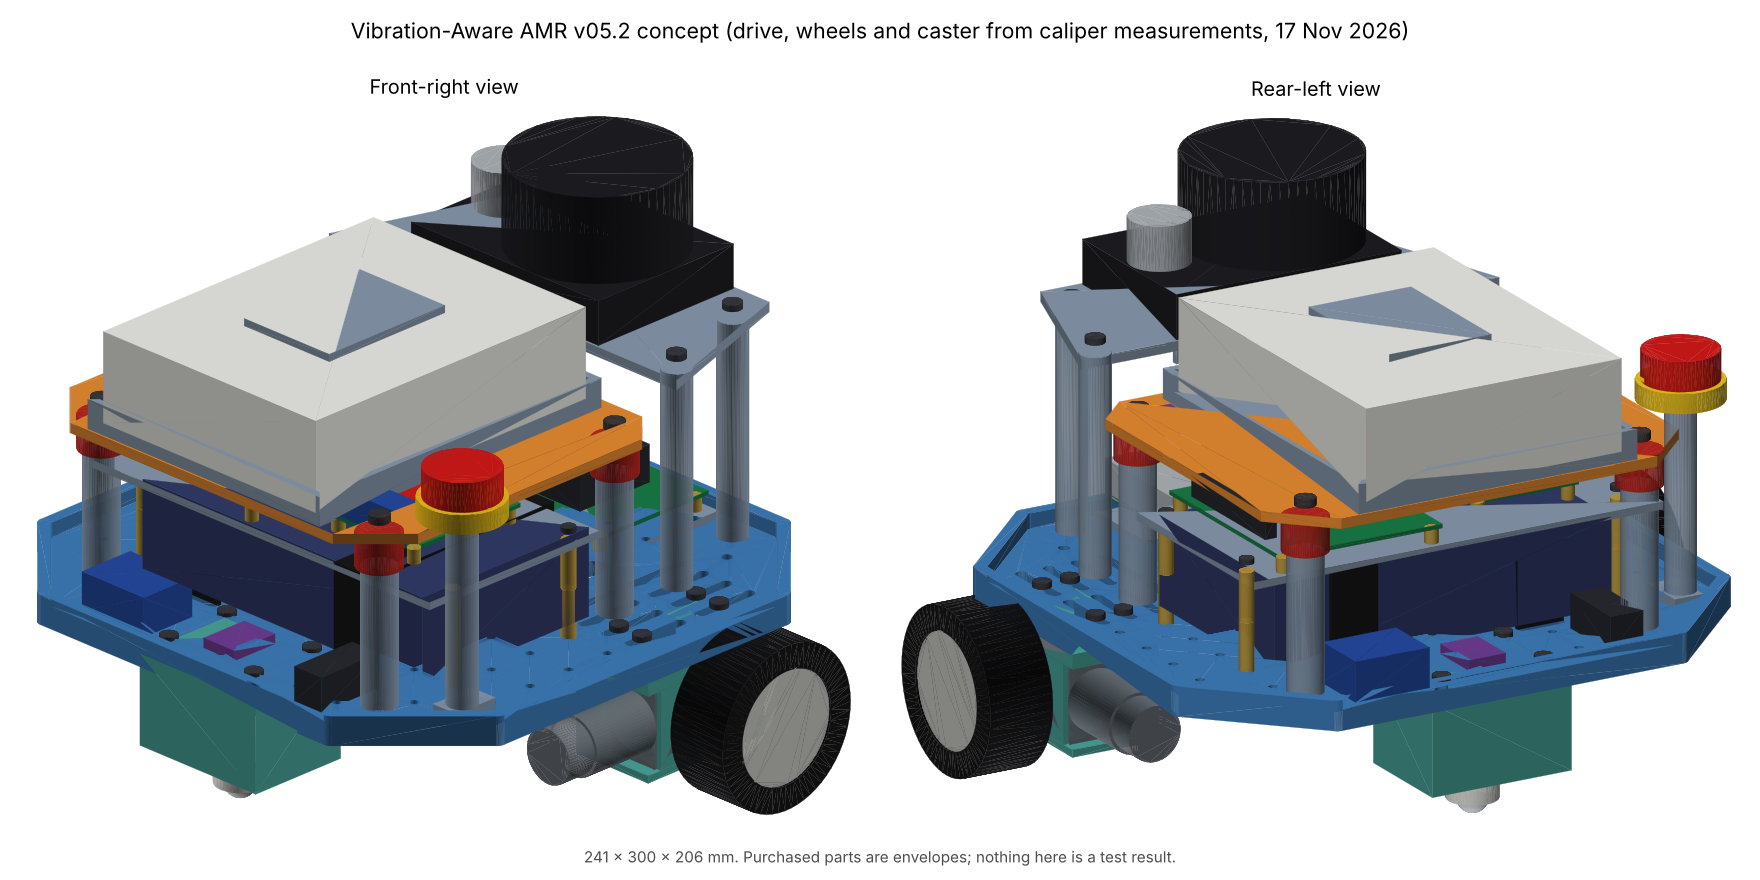 Vibration-Aware AMR v05.2 concept (drive, wheels and caster from caliper measurements, 17 Nov 2026)
Front-right view
Rear-left view
241 × 300 × 206 mm. Purchased parts are envelopes; nothing here is a test result.